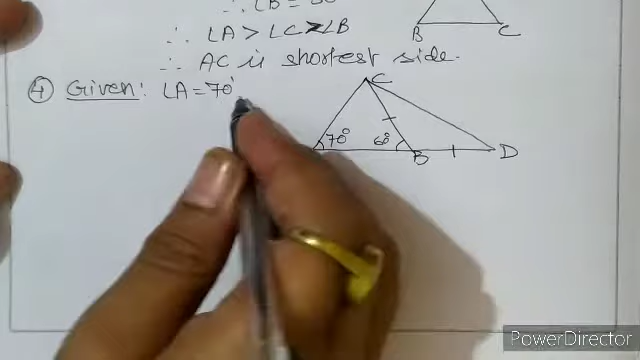 ∴ ∠B = 
∴ ∠A > ∠C > ∠B
∴ AC is shortest side.
B C
④ Given: ∠A = 70°
C
70° 60° B D
PowerDirector